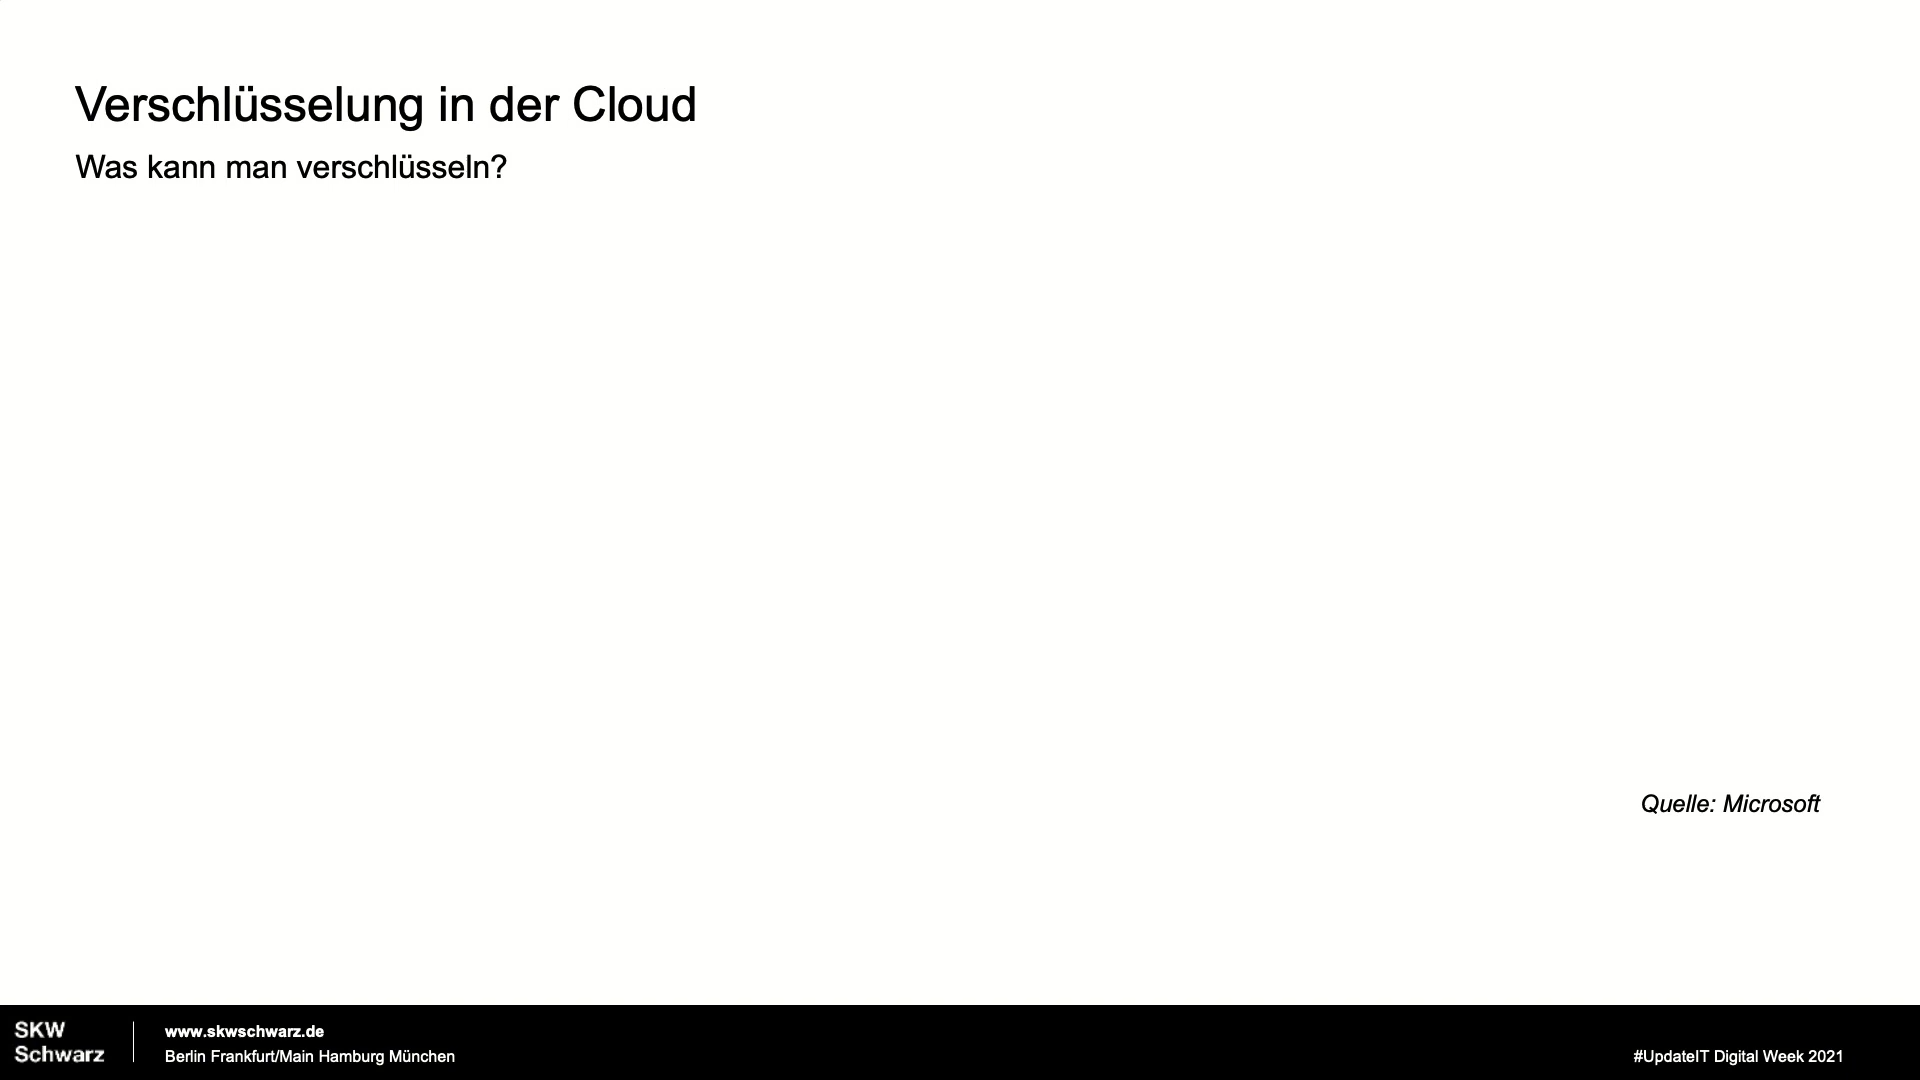 Verschlüsselung in der Cloud
Was kann man verschlüsseln?
Quelle: Microsoft
SKW
Schwarz
www.skwschwarz.de
Berlin Frankfurt/Main Hamburg München
#UpdateIT Digital Week 2021